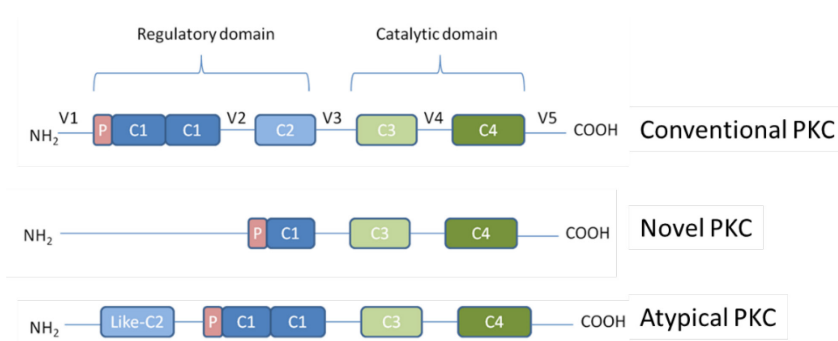 Regulatory domain Catalytic domain
V1 V2 V3 V4 V5
NH2 P C1 C1 C2 C3 C4 COOH Conventional PKC
NH2 P C1 C3 C4 COOH Novel PKC
NH2 Like-C2 P C1 C1 C3 C4 COOH Atypical PKC